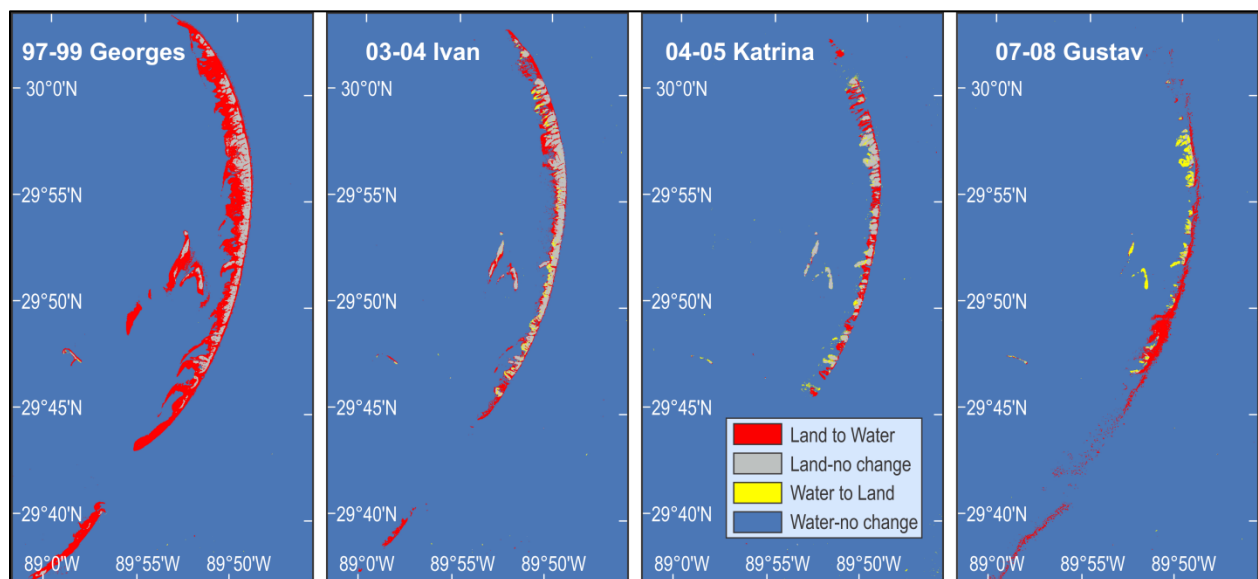 97-99 Georges
03-04 Ivan
04-05 Katrina
07-08 Gustav
30°0'N
30°0'N
30°0'N
30°0'N
29°55'N
29°55'N
29°55'N
29°55'N
29°50'N
29°50'N
29°50'N
29°50'N
29°45'N
29°45'N
29°45'N
29°45'N
Land to Water
Land-no change
Water to Land
Water-no change
29°40'N
29°40'N
29°40'N
29°40'N
89°0'W 89°55'W 89°50'W
89°0'W 89°55'W 89°50'W
89°0'W 89°55'W 89°50'W
89°0'W 89°55'W 89°50'W